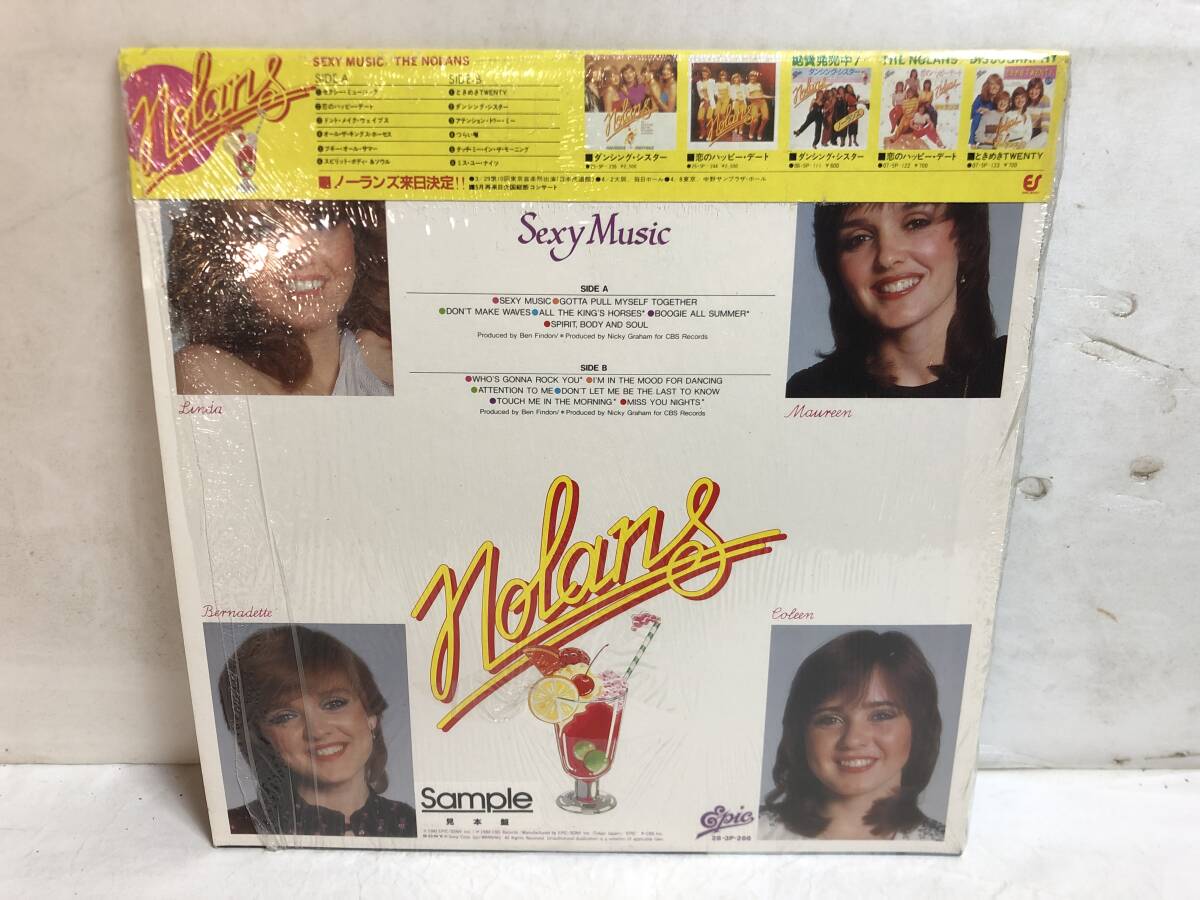 Nolans
SEXY MUSIC THE NOLANS
SIDE A
セクシー・ミュージック
恋のハッピー・デート
ドント・メイク・ウェイブス
オール・ザ・キングス・ホーセス
ブギー・オール・サマー
スピリット・ボディ&ソウル
SIDE B
ときめきTWENTY
ダンシング・シスター
アテンション・トゥー・ミー
つらい噂
タッチ・ミー・イン・ザ・モーニング
ミス・ユー・ナイツ
ノーランズ来日決定!!
絶賛発売中/ THE NOLANS DISCOGRAPHY
■ダンシング・シスター
■恋のハッピー・デート
■ダンシング・シスター
■恋のハッピー・デート
■ときめきTWENTY
Sexy Music
SIDE A
●SEXY MUSIC●GOTTA PULL MYSELF TOGETHER
●DON'T MAKE WAVES●ALL THE KING'S HORSES*●BOOGIE ALL SUMMER*
●SPIRIT, BODY AND SOUL
Produced by Ben Findon/*Produced by Nicky Graham for CBS Records
SIDE B
●WHO'S GONNA ROCK YOU*●I'M IN THE MOOD FOR DANCING
●ATTENTION TO ME●DON'T LET ME BE THE LAST TO KNOW
●TOUCH ME IN THE MORNING*●MISS YOU NIGHTS*
Produced by Ben Findon/*Produced by Nicky Graham for CBS Records
Linda
Maureen
Bernadette
Coleen
Nolans
Sample
見本盤
Epic
28・3P-266